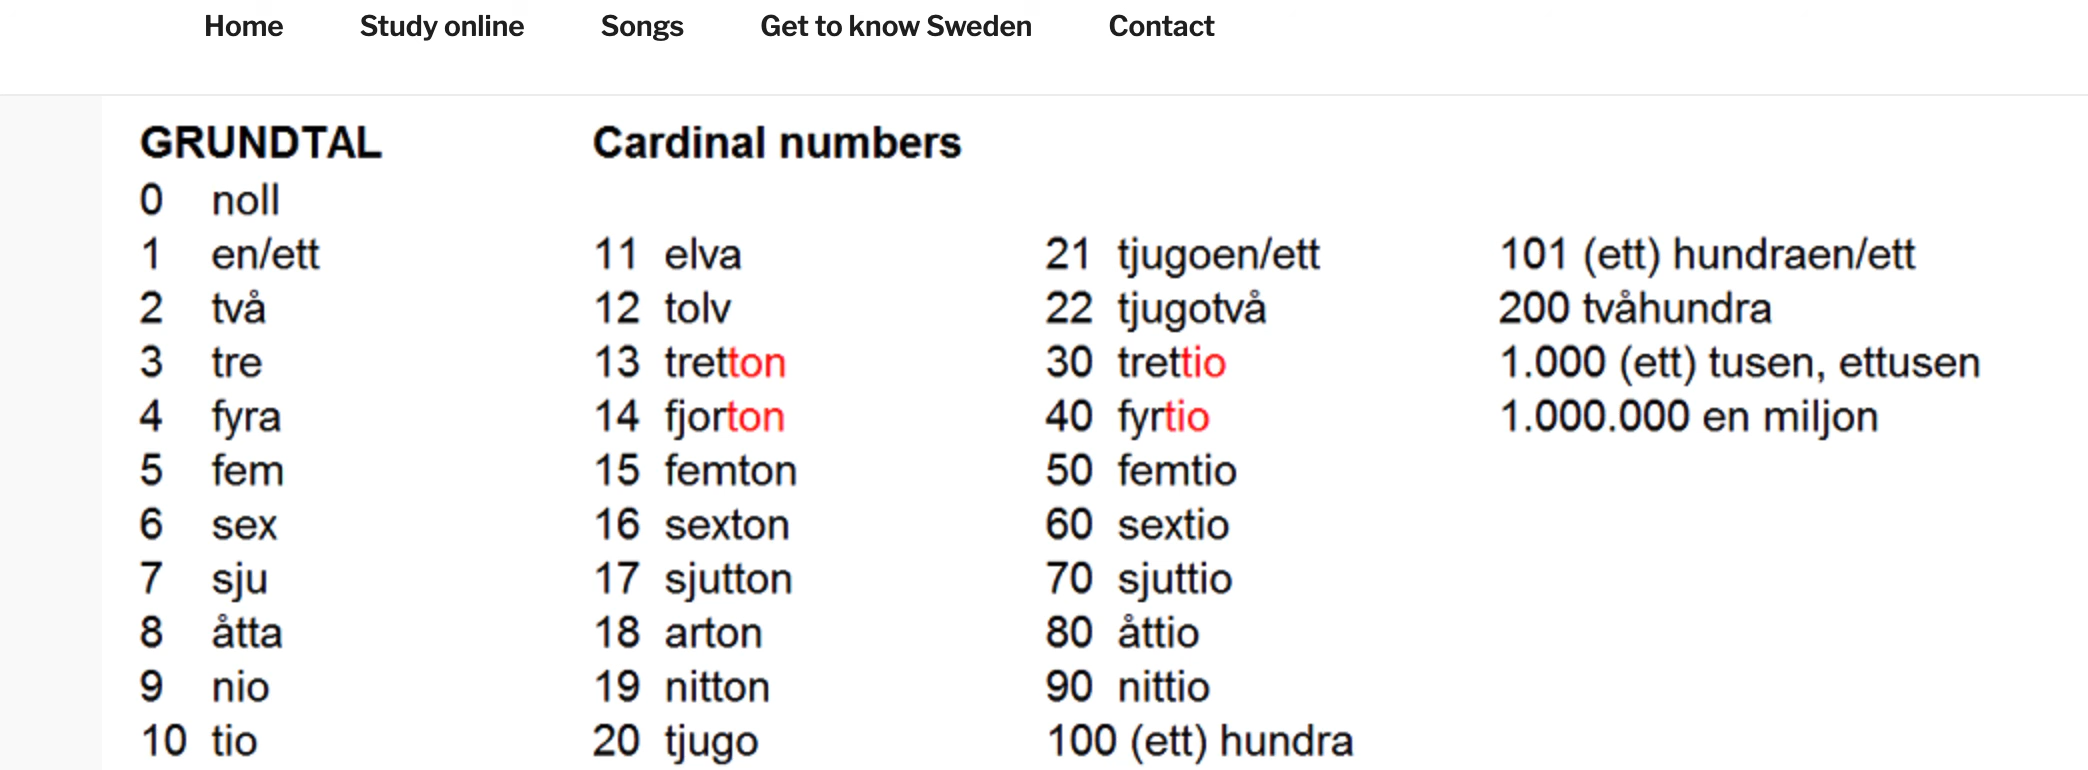 Home Study online Songs Get to know Sweden Contact
GRUNDTAL Cardinal numbers
0 noll
1 en/ett 11 elva 21 tjugoen/ett 101 (ett) hundraen/ett
2 två 12 tolv 22 tjugotvå 200 tvåhundra
3 tre 13 tretton 30 trettio 1.000 (ett) tusen, ettusen
4 fyra 14 fjorton 40 fyrtio 1.000.000 en miljon
5 fem 15 femton 50 femtio
6 sex 16 sexton 60 sextio
7 sju 17 sjutton 70 sjuttio
8 åtta 18 arton 80 åttio
9 nio 19 nitton 90 nittio
10 tio 20 tjugo 100 (ett) hundra